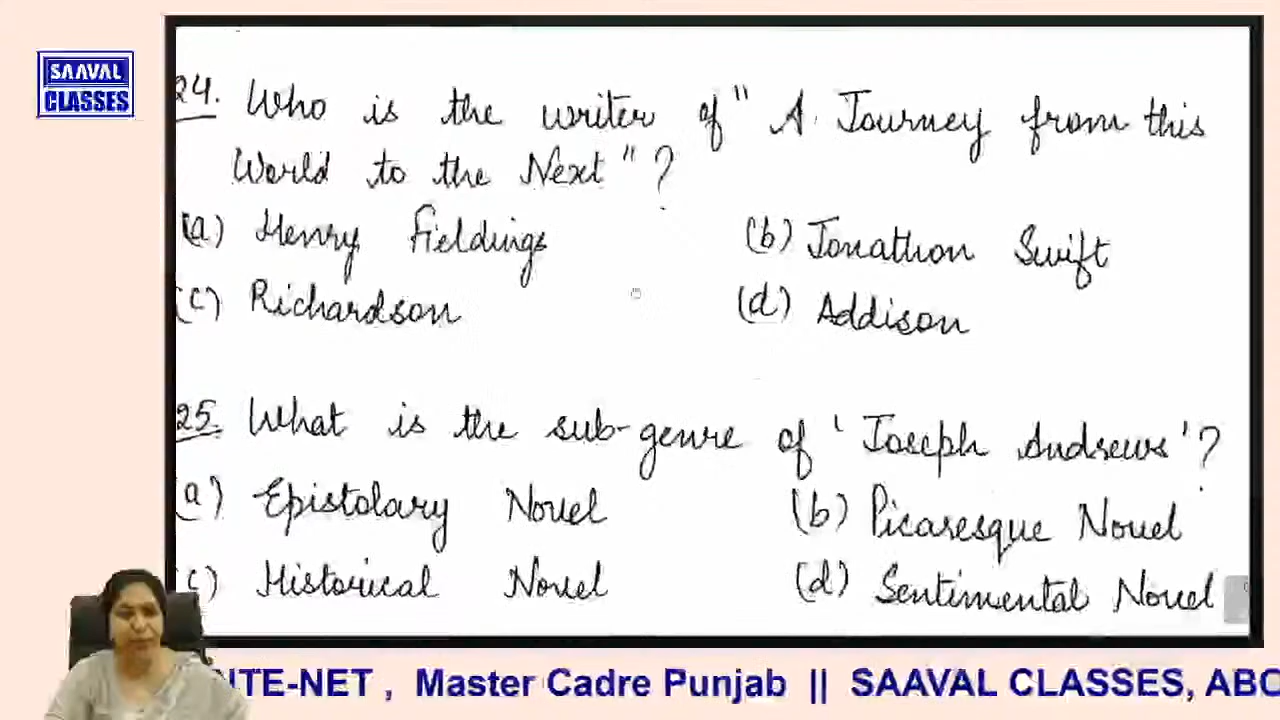 SAAVAL
CLASSES
24. Who is the writer of "A Journey from this
World to the Next"?
(a) Henry Fieldings
(b) Jonathon Swift
(c) Richardson
(d) Addison
25. What is the sub-genre of 'Joseph Andrews'?
(a) Epistolary Novel
(b) Picaresque Novel
(c) Historical Novel
(d) Sentimental Novel
-NET , Master Cadre Punjab || SAAVAL CLASSES, ABO